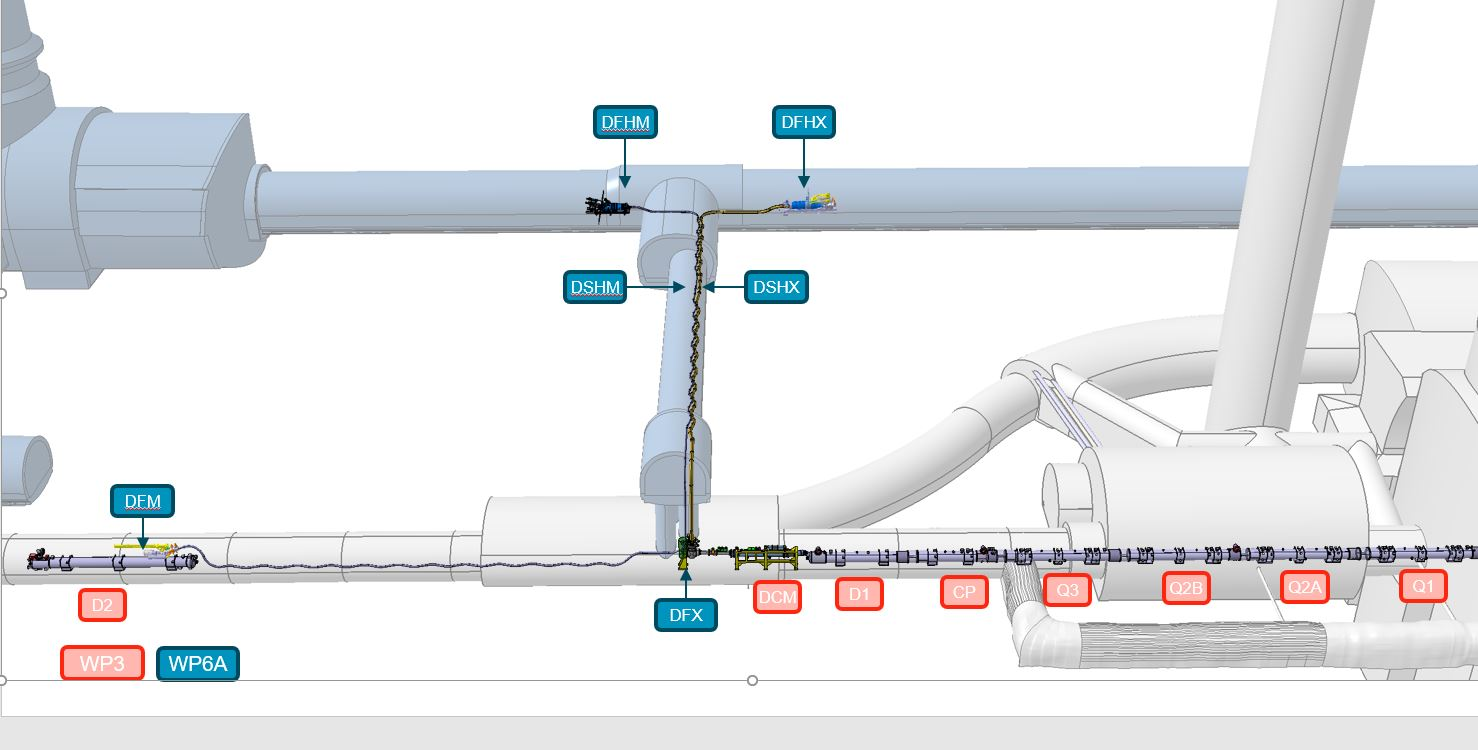 DFHM
DFHX
DSHM
DSHX
DFM
DFX
D2
DCM
D1
CP
Q3
Q2B
Q2A
Q1
WP3
WP6A